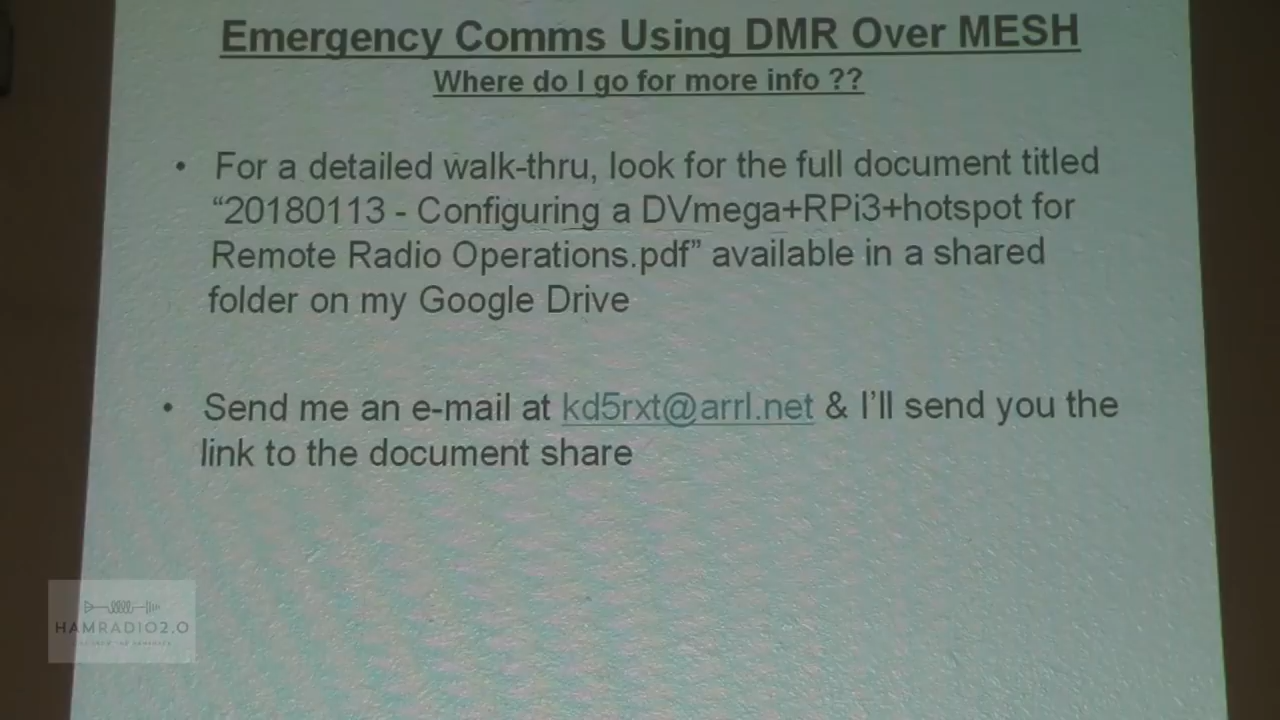 Emergency Comms Using DMR Over MESH
Where do I go for more info ??
• For a detailed walk-thru, look for the full document titled
“20180113 - Configuring a DVmega+RPi3+hotspot for
Remote Radio Operations.pdf” available in a shared
folder on my Google Drive
• Send me an e-mail at kd5rxt@arrl.net & I’ll send you the
link to the document share
HAMRADIO2.0